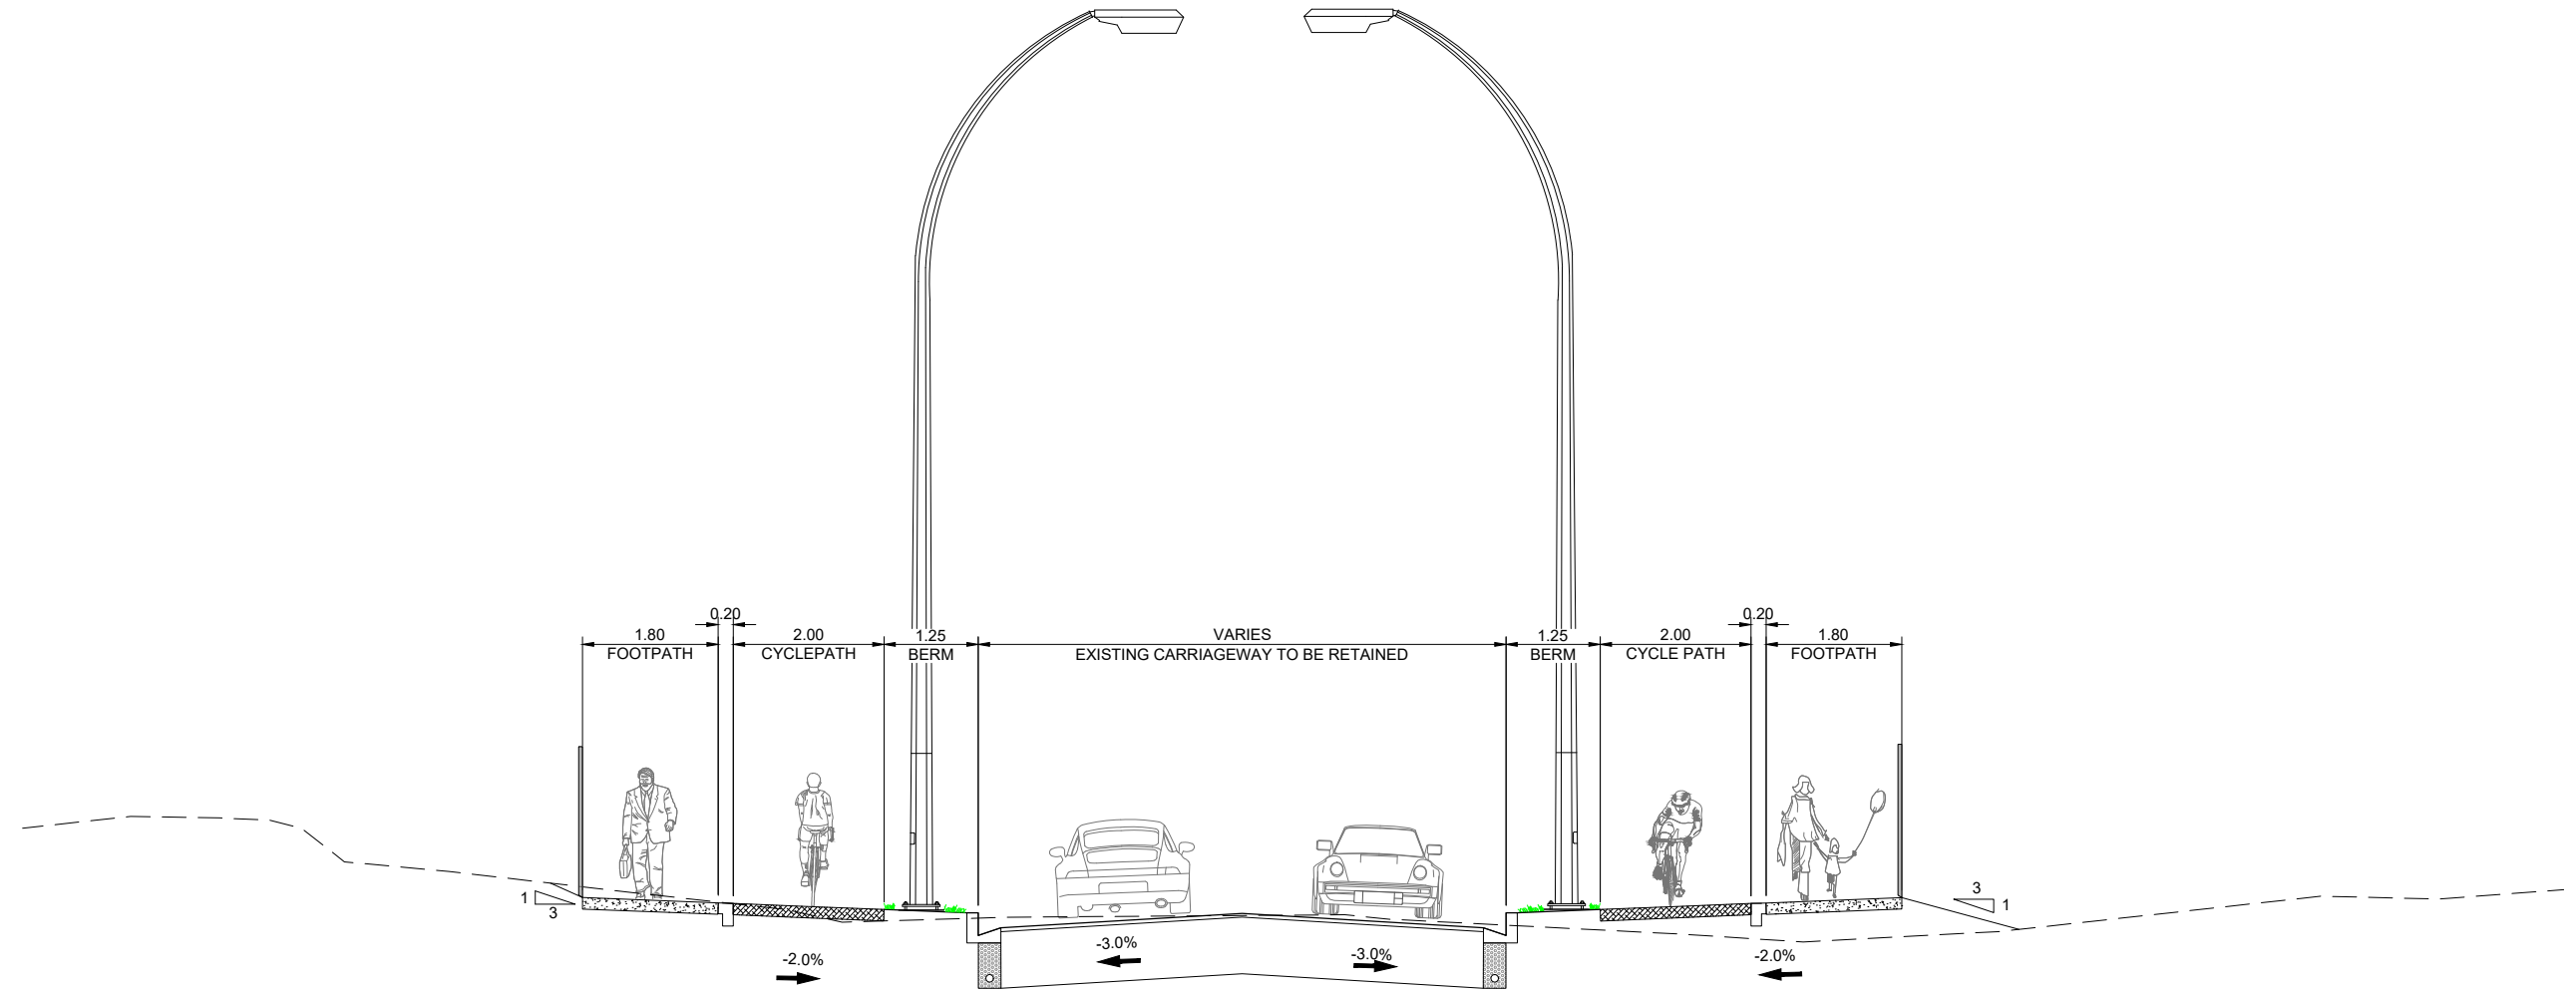 0.20
0.20
1.80
2.00
1.25
VARIES
1.25
2.00
1.80
FOOTPATH
CYCLEPATH
BERM
EXISTING CARRIAGEWAY TO BE RETAINED
BERM
CYCLE PATH
FOOTPATH
1
3
3
1
-3.0%
-3.0%
-2.0%
-2.0%